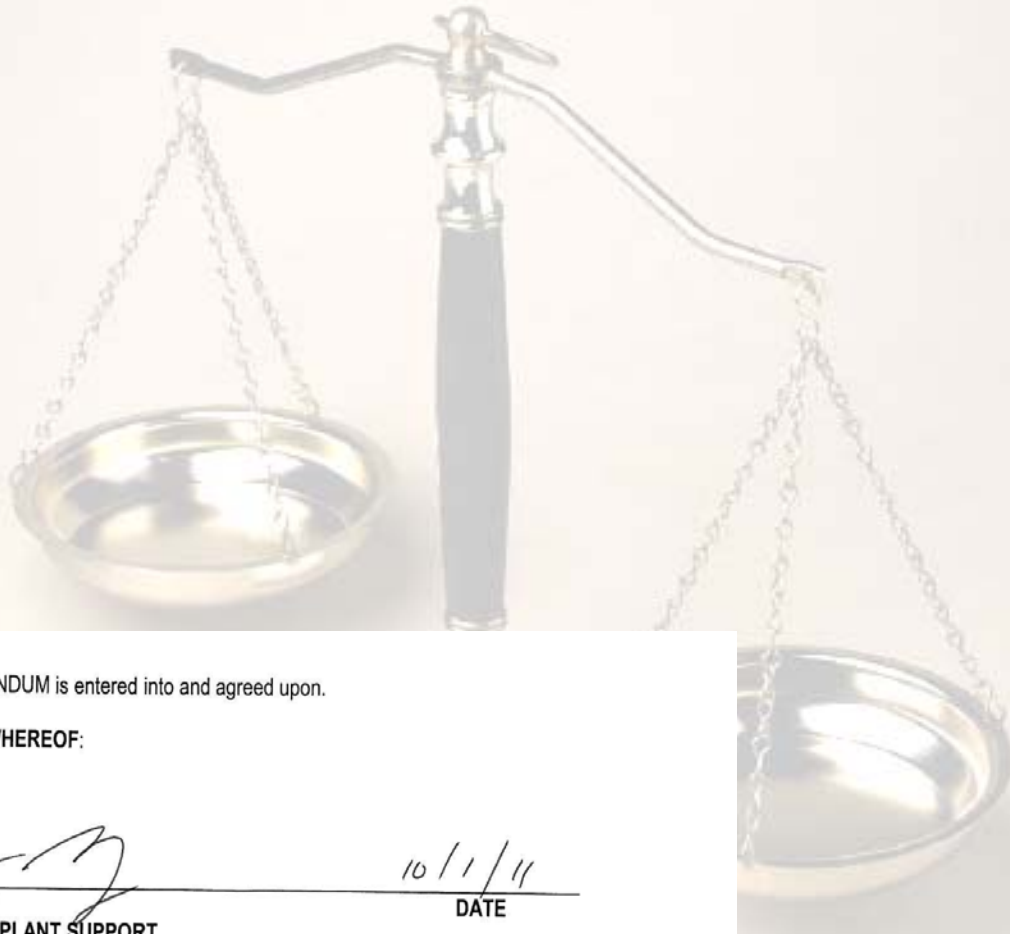 NDUM is entered into and agreed upon.
HEREOF:
10/1/11
DATE
PLANT SUPPORT